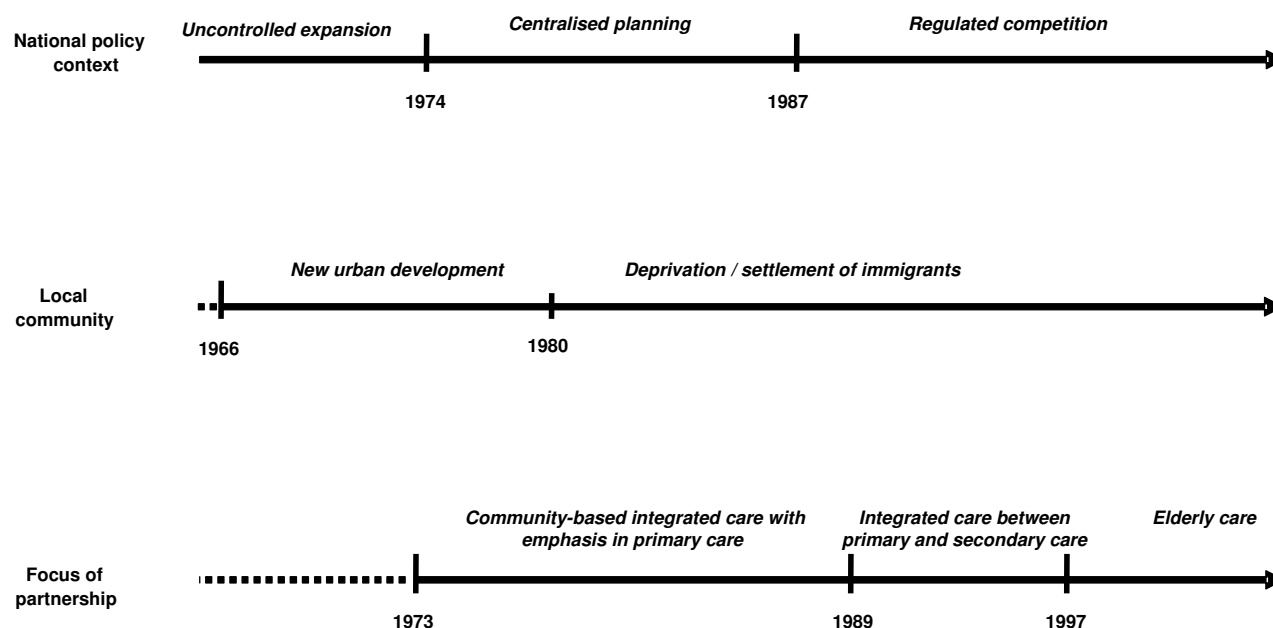 Uncontrolled expansion
Centralised planning
Regulated competition
National policy
context
1974
1987
New urban development
Deprivation / settlement of immigrants
Local
community
1966
1980
Community-based integrated care with
emphasis in primary care
Integrated care between
primary and secondary care
Elderly care
Focus of
partnership
1973
1989
1997